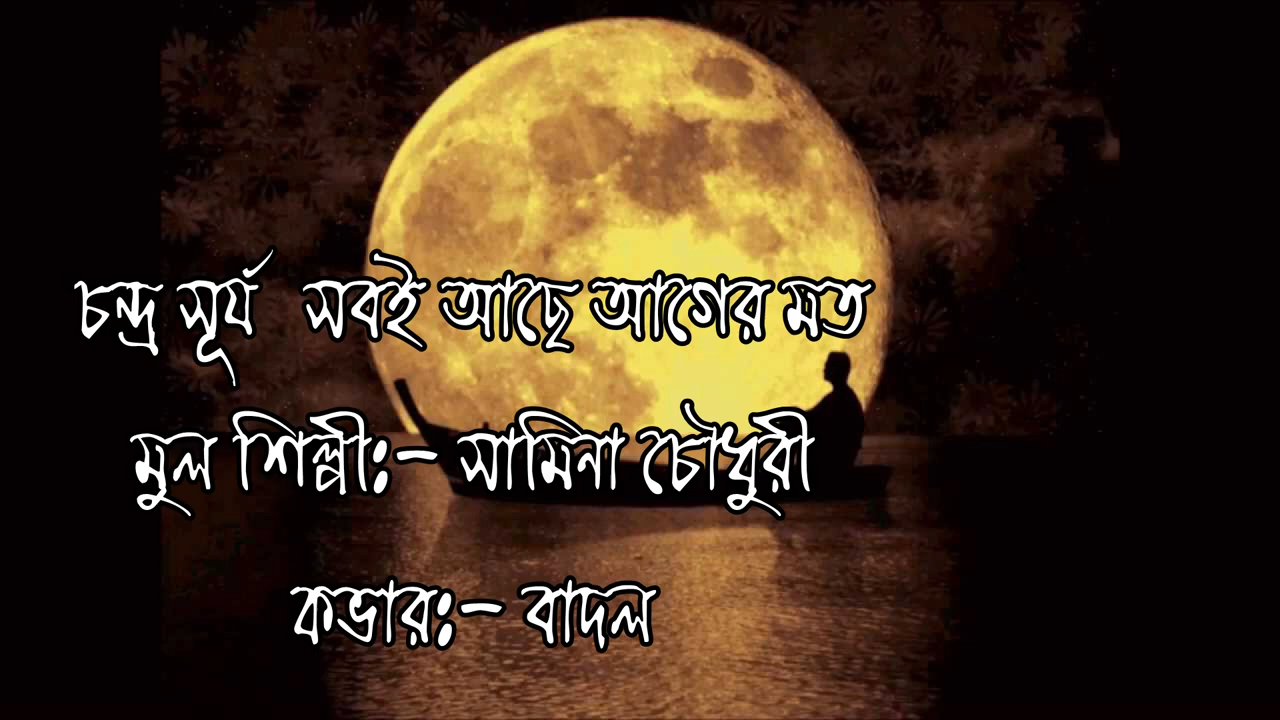 চন্দ্র সূর্য সবই আছে আগের মত
মুল শিল্পী:- সামিনা চৌধুরী
কভার:- বাদল